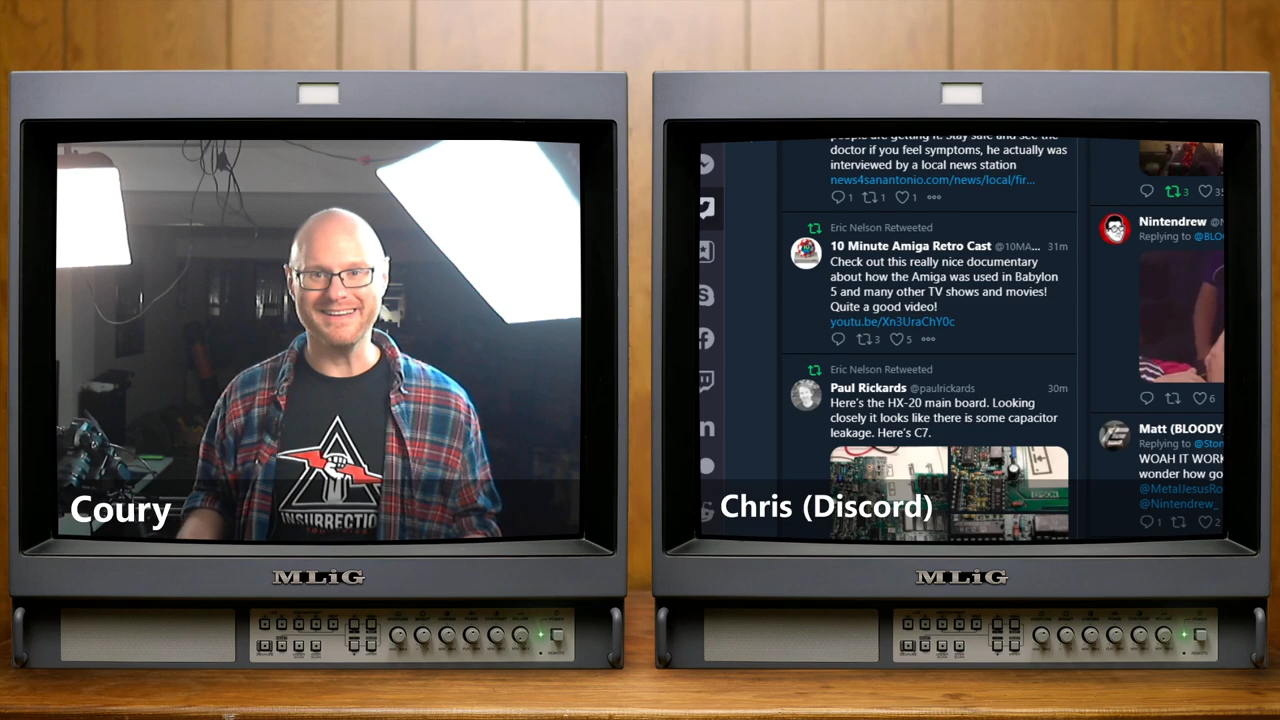 INSURRECTIO
Coury
MLiG
people are getting it. Stay safe and see the
doctor if you feel symptoms, he actually was
interviewed by a local news station
news4sanantonio.com/news/local/fir...
1 1 1
Eric Nelson Retweeted
10 Minute Amiga Retro Cast @10MA... 31m
Check out this really nice documentary
about how the Amiga was used in Babylon
5 and many other TV shows and movies!
Quite a good video!
youtu.be/Xn3UraChY0c
3 5
Eric Nelson Retweeted
Paul Rickards @paulrickards 30m
Here's the HX-20 main board. Looking
closely it looks like there is some capacitor
leakage. Here's C7.
3 35
Nintendrew @N
Replying to @BLO
6
Matt (BLOODY
Replying to @Ston
WOAH IT WORK
wonder how go
@MetalJesusRo
@Nintendrew_
1 2
Chris (Discord)
MLiG